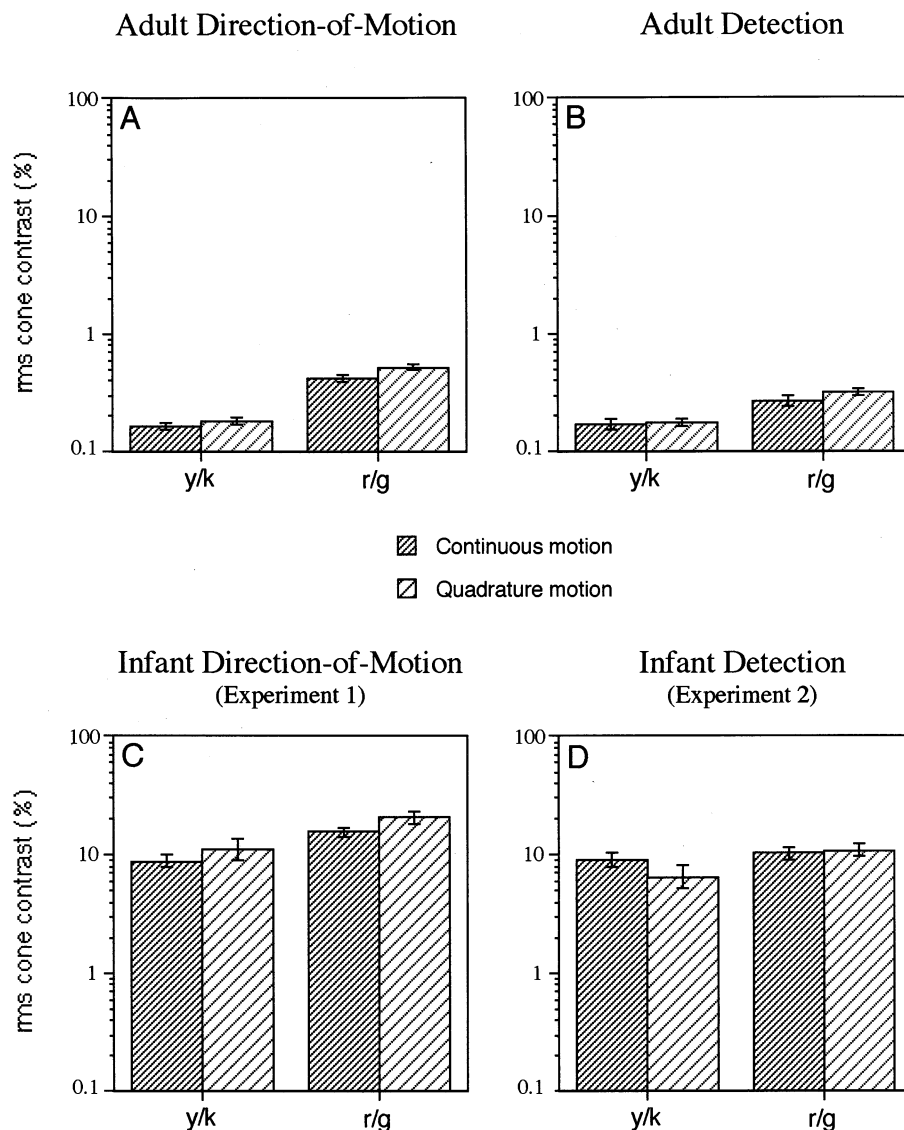 Adult Direction-of-Motion
Adult Detection
A
100
10
1
0.1
rms cone contrast (%)
y/k
r/g
B
100
10
1
0.1
y/k
r/g
Continuous motion
Quadrature motion
Infant Direction-of-Motion
(Experiment 1)
Infant Detection
(Experiment 2)
C
100
10
1
0.1
rms cone contrast (%)
y/k
r/g
D
100
10
1
0.1
y/k
r/g